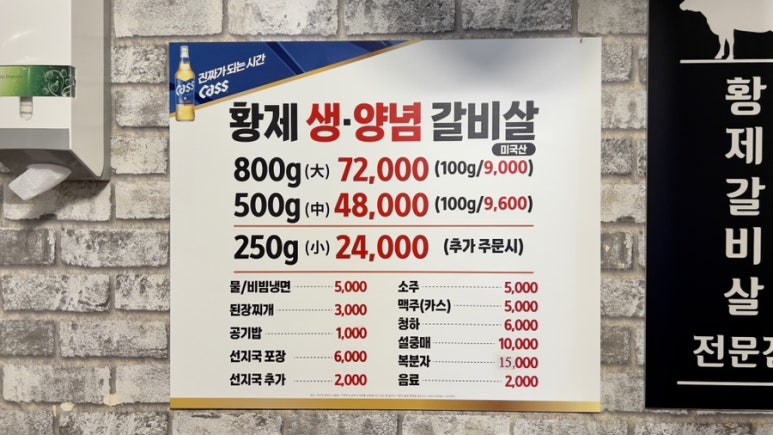 진짜가 되는 시간
Cass
Cass
황제 생·양념 갈비살
미국산
800g (大) 72,000 (100g/9,000)
500g (中) 48,000 (100g/9,600)
250g (小) 24,000 (추가 주문시)
물/비빔냉면 5,000
된장찌개 3,000
공기밥 1,000
선지국 포장 6,000
선지국 추가 2,000
소주 5,000
맥주(카스) 5,000
청하 6,000
설중매 10,000
복분자 15,000
음료 2,000
황제갈비살
전문점